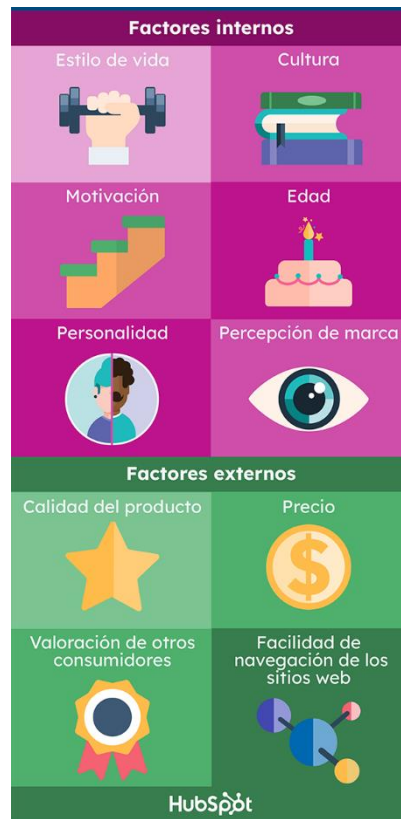 Factores internos
Estilo de vida
Cultura
Motivación
Edad
Personalidad
Percepción de marca
Factores externos
Calidad del producto
Precio
$
Valoración de otros
consumidores
Facilidad de
navegación de los
sitios web
HubSpot